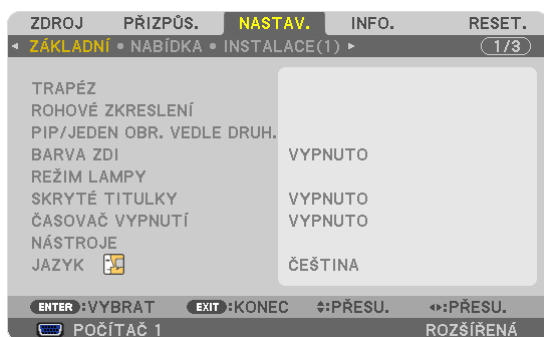 ZDROJ PŘIZPŮS. NASTAV. INFO. RESET.
ZÁKLADNÍ • NABÍDKA • INSTALACE(1) 1/3
TRAPÉZ
ROHOVÉ ZKRESLENÍ
PIP/JEDEN OBR. VEDLE DRUH.
BARVA ZDI VYPNUTO
REŽIM LAMPY
SKRYTÉ TITULKY VYPNUTO
ČASOVAČ VYPNUTÍ VYPNUTO
NÁSTROJE
JAZYK ČEŠTINA
ENTER :VYBRAT EXIT :KONEC :PŘESU. :PŘESU.
POČÍTAČ 1 ROZŠÍŘENÁ